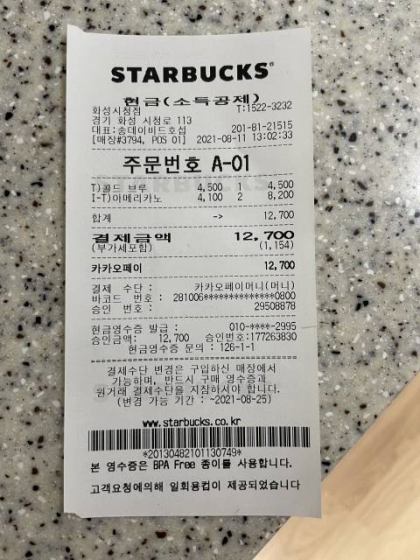 STARBUCKS
현금(소득공제)
화성시청점 T:1522-3232
경기 화성 시청로 113
대표:송데이비드호섭 201-81-21515
[매장#3794, POS 01] 2021-08-11 13:02:33
주문번호 A-01
T)콜드 브루 4,500 1 4,500
I-T)아메리카노 4,100 2 8,200
합계 -> 12,700
결제금액 12,700
(부가세포함) (1,154)
카카오페이 12,700
결제 수단 : 카카오페이머니(머니)
바코드 번호 : 281006**************0800
승인 번호 : 29508878
현금영수증 발급 : 010-****-2995
승인금액: 12,700 승인번호:177263830
현금영수증 문의 : 126-1-1
결제수단 변경은 구입하신 매장에서
가능하며, 반드시 구매 영수증과
원거래 결제수단을 지참하셔야 합니다.
(변경 가능 기간 : ~2021-08-25)
www.starbucks.co.kr
*20130482101130749*
본 영수증은 BPA Free 종이를 사용합니다.
고객요청에의해 일회용컵이 제공되었습니다